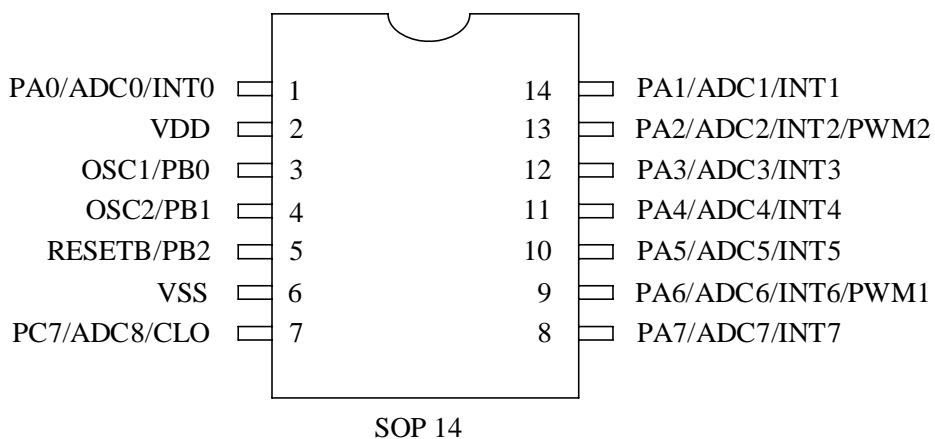 PA0/ADC0/INT0 1 14 PA1/ADC1/INT1
VDD 2 13 PA2/ADC2/INT2/PWM2
OSC1/PB0 3 12 PA3/ADC3/INT3
OSC2/PB1 4 11 PA4/ADC4/INT4
RESETB/PB2 5 10 PA5/ADC5/INT5
VSS 6 9 PA6/ADC6/INT6/PWM1
PC7/ADC8/CLO 7 8 PA7/ADC7/INT7
SOP 14